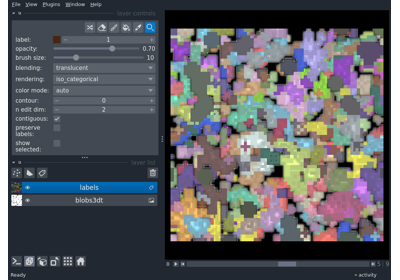 File View Plugins Window Help
layer controls
label: 1
opacity: 0.70
brush size: 10
blending: translucent
rendering: iso_categorical
color mode: auto
contour: 0
n edit dim: 2
contiguous:
preserve
labels:
show
selected:
layer list
labels
blobs3dt
Ready
activity